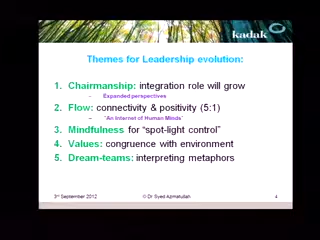 kadak
Themes for Leadership evolution:
1. Chairmanship: integration role will grow
– Expanded perspectives
2. Flow: connectivity & positivity (5:1)
– "An Internet of Human Minds"
3. Mindfulness for "spot-light control"
4. Values: congruence with environment
5. Dream-teams: interpreting metaphors
3rd September 2012
© Dr Syed Azmatullah
4